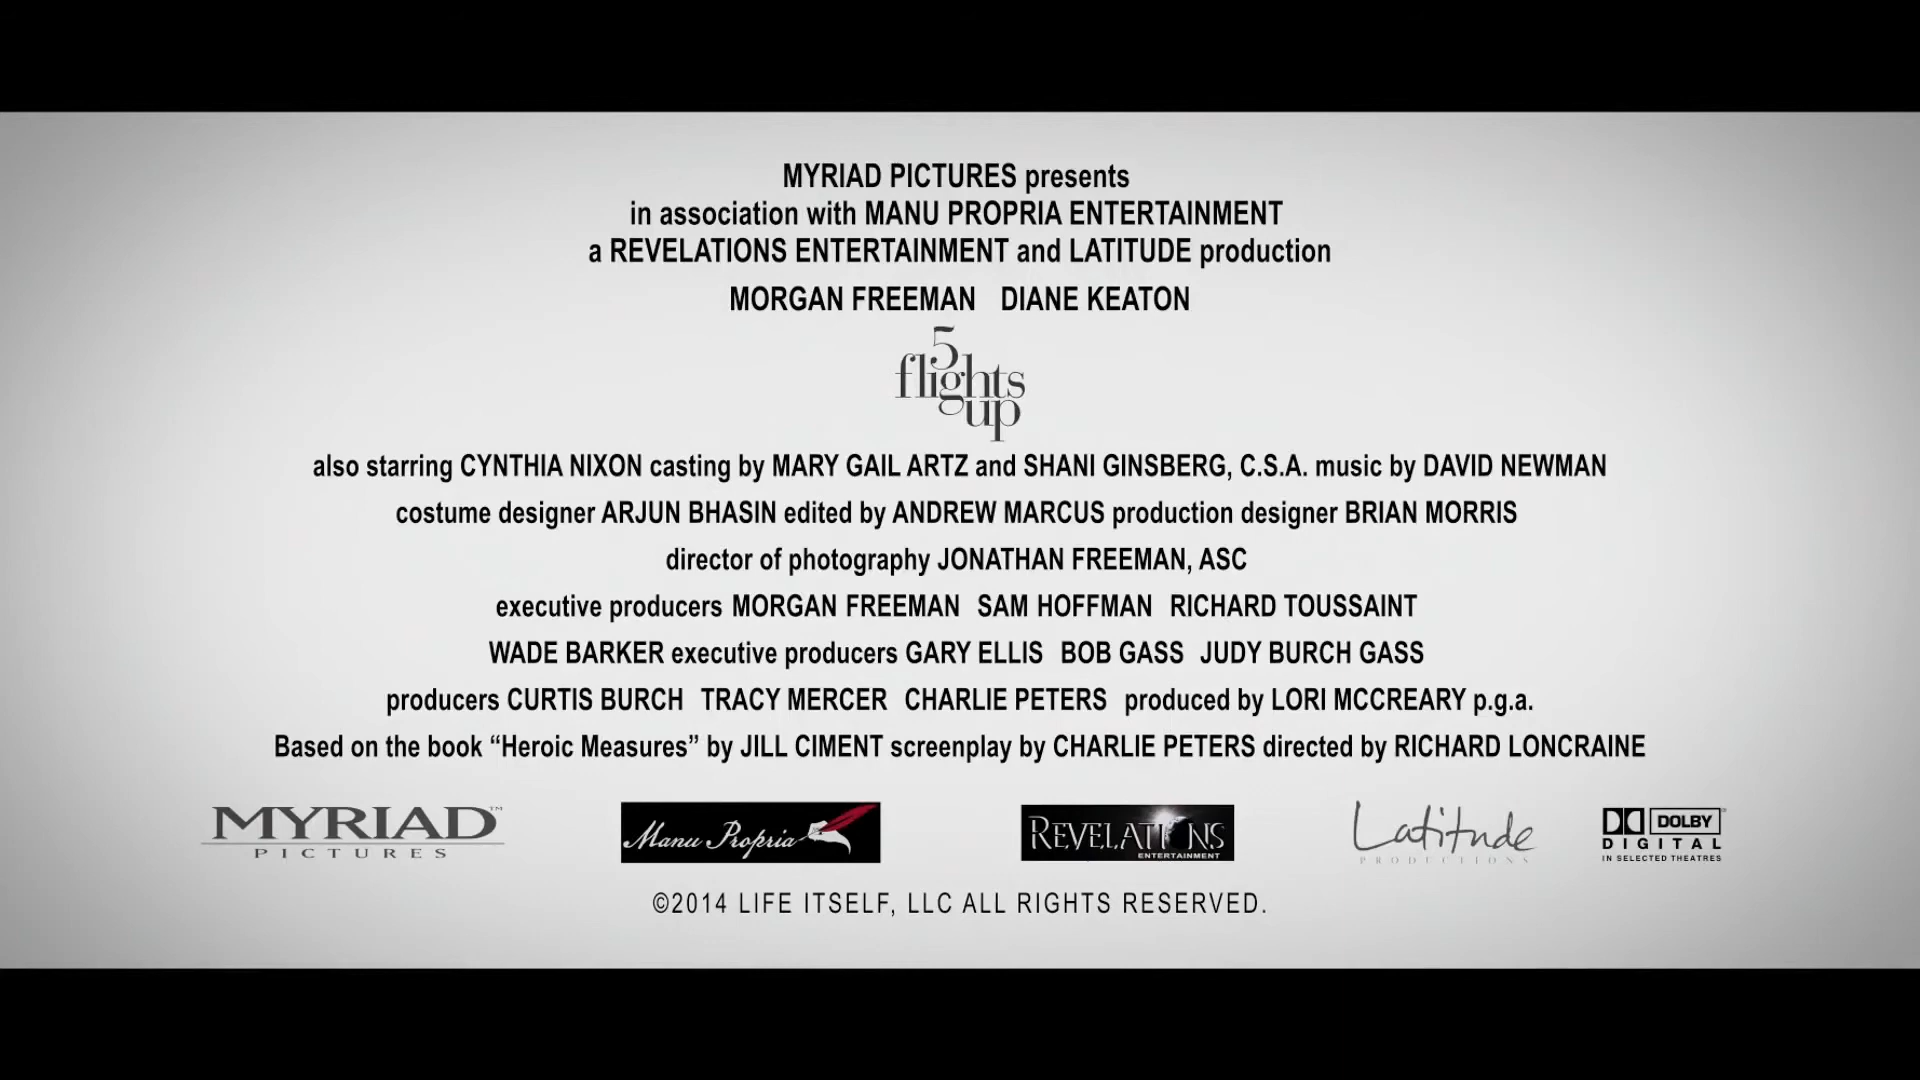 MYRIAD PICTURES presents
in association with MANU PROPRIA ENTERTAINMENT
a REVELATIONS ENTERTAINMENT and LATITUDE production
MORGAN FREEMAN DIANE KEATON
5
flights
up
also starring CYNTHIA NIXON casting by MARY GAIL ARTZ and SHANI GINSBERG, C.S.A. music by DAVID NEWMAN
costume designer ARJUN BHASIN edited by ANDREW MARCUS production designer BRIAN MORRIS
director of photography JONATHAN FREEMAN, ASC
executive producers MORGAN FREEMAN SAM HOFFMAN RICHARD TOUSSAINT
WADE BARKER executive producers GARY ELLIS BOB GASS JUDY BURCH GASS
producers CURTIS BURCH TRACY MERCER CHARLIE PETERS produced by LORI MCCREARY p.g.a.
Based on the book “Heroic Measures” by JILL CIMENT screenplay by CHARLIE PETERS directed by RICHARD LONCRAINE
MYRIAD™
PICTURES
Manu Propria
REVELATIONS
ENTERTAINMENT
Latitude
PRODUCTIONS
DOLBY
DIGITAL
IN SELECTED THEATRES
©2014 LIFE ITSELF, LLC ALL RIGHTS RESERVED.